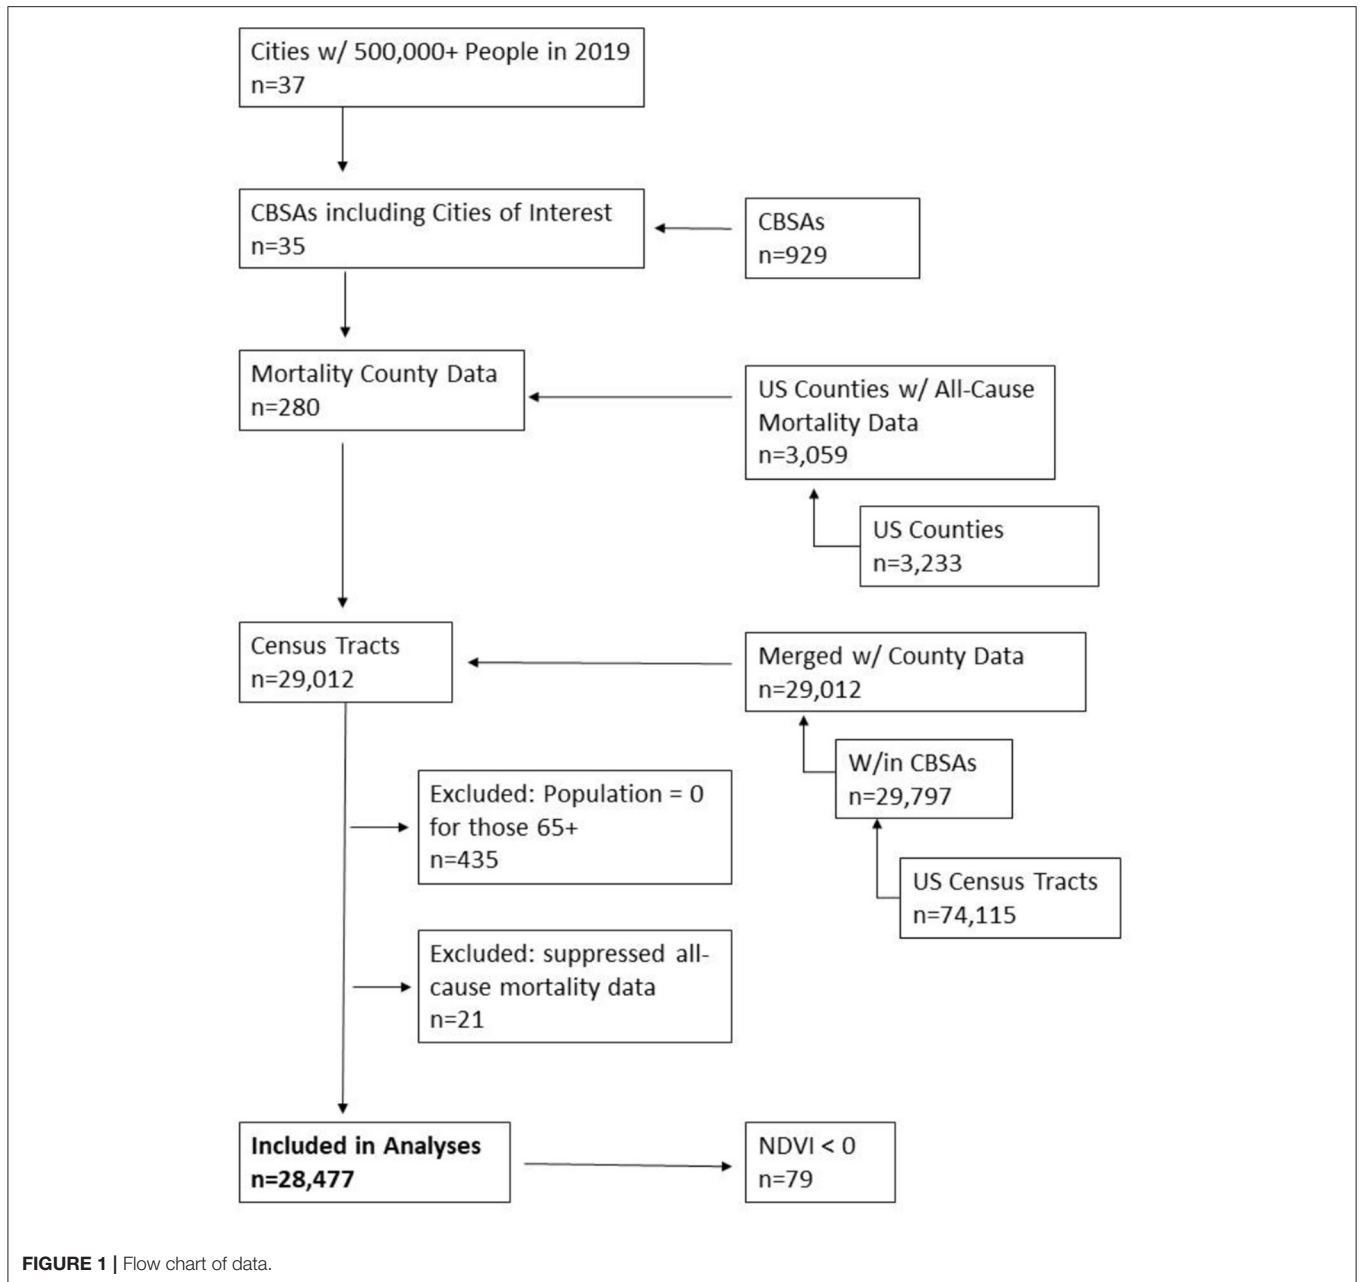 Cities w/ 500,000+ People in 2019
n=37
CBSAs including Cities of Interest
n=35
CBSAs
n=929
Mortality County Data
n=280
US Counties w/ All-Cause
Mortality Data
n=3,059
US Counties
n=3,233
Census Tracts
n=29,012
Merged w/ County Data
n=29,012
W/in CBSAs
n=29,797
US Census Tracts
n=74,115
Excluded: Population = 0
for those 65+
n=435
Excluded: suppressed all-
cause mortality data
n=21
Included in Analyses
n=28,477
NDVI < 0
n=79
FIGURE 1 | Flow chart of data.